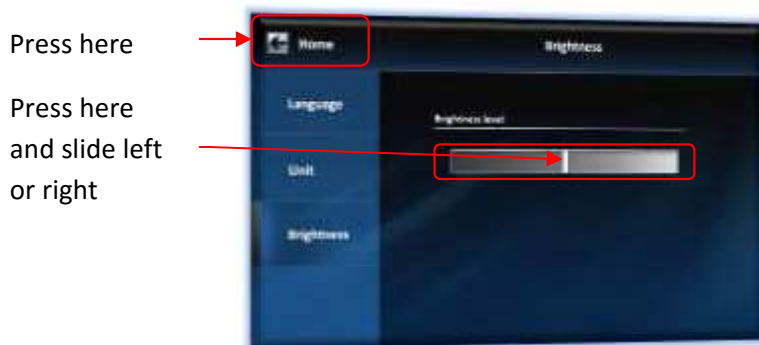 Press here
Home
Brightness
Press here
and slide left
or right
Language
Brightness level
Unit
Brightness